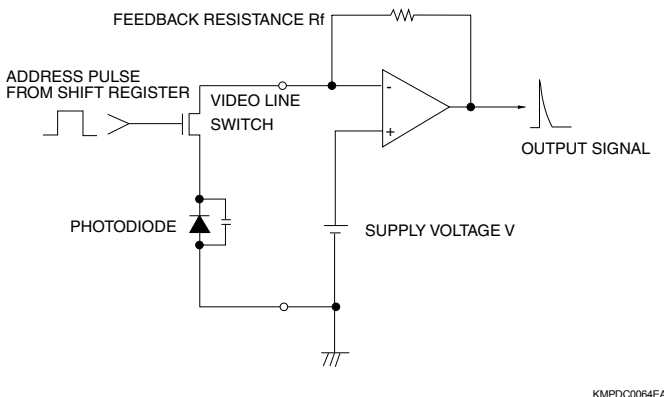 FEEDBACK RESISTANCE Rf
ADDRESS PULSE
FROM SHIFT REGISTER
VIDEO LINE
SWITCH
-
+
OUTPUT SIGNAL
PHOTODIODE
SUPPLY VOLTAGE V
KMPDC0064EA